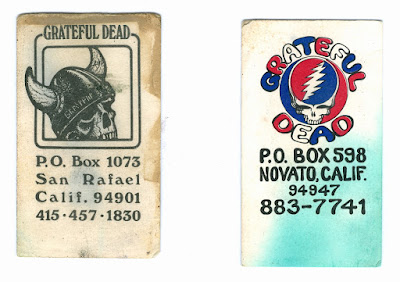 GRATEFUL DEAD
P.O. Box 1073
San Rafael
Calif. 94901
415·457·1830
GRATEFUL
DEAD
P.O. BOX 598
NOVATO, CALIF.
94947
883-7741